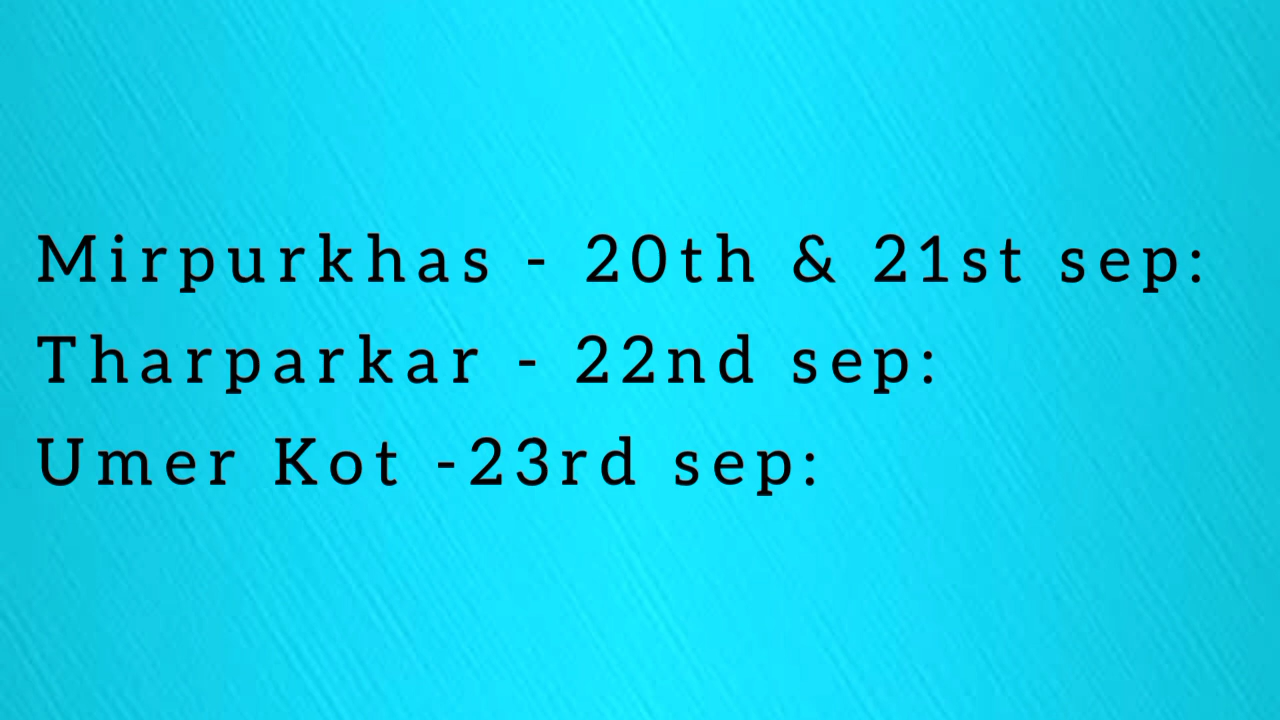 Mirpurkhas - 20th & 21st sep:
Tharparkar - 22nd sep:
Umer Kot -23rd sep: